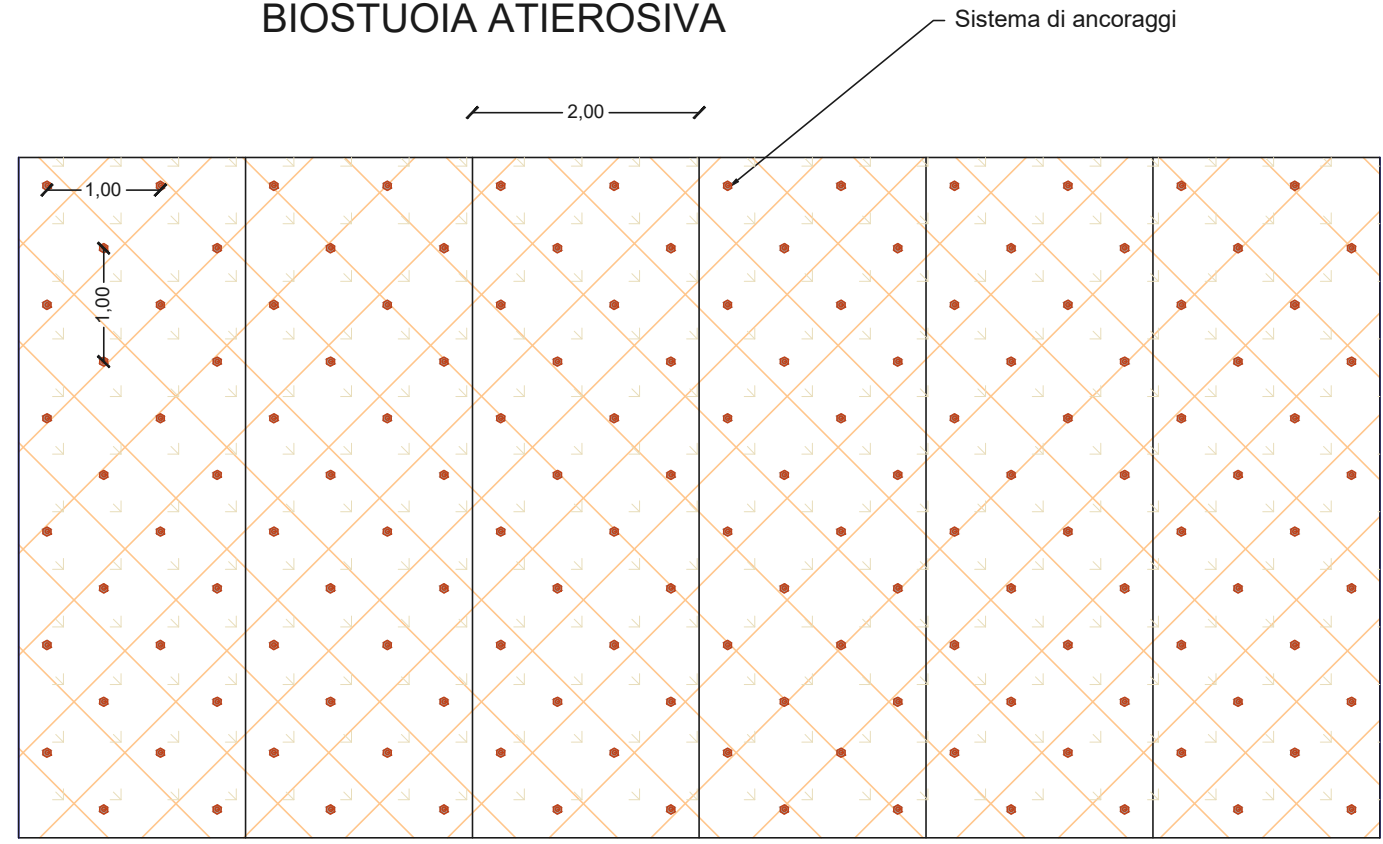 BIOSTUOIA ATIEROSIVA
Sistema di ancoraggi
2,00
1,00
1,00